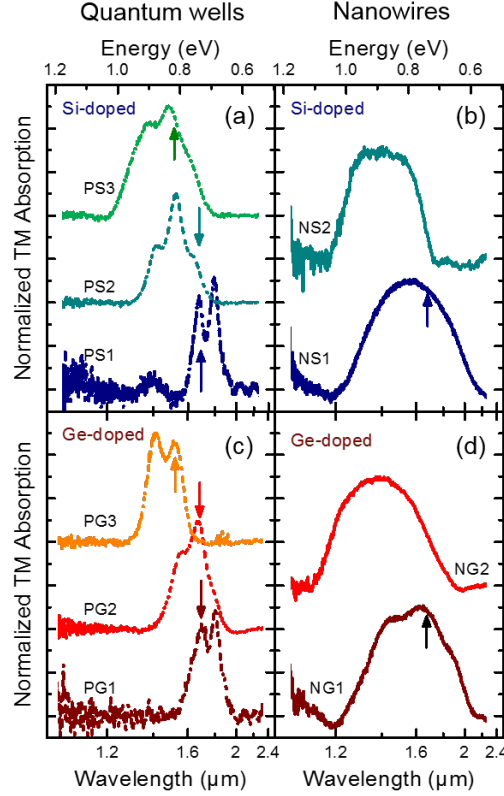 Quantum wells Nanowires
Energy (eV) Energy (eV)
1.2 1.0 0.8 0.6 1.2 1.0 0.8 0.6
Normalized TM Absorption
Si-doped (a)
PS3
PS2
PS1
Si-doped (b)
NS2
NS1
Normalized TM Absorption
Ge-doped (c)
PG3
PG2
PG1
Ge-doped (d)
NG2
NG1
1.2 1.6 2 2.4 1.2 1.6 2 2.4
Wavelength (µm) Wavelength (µm)